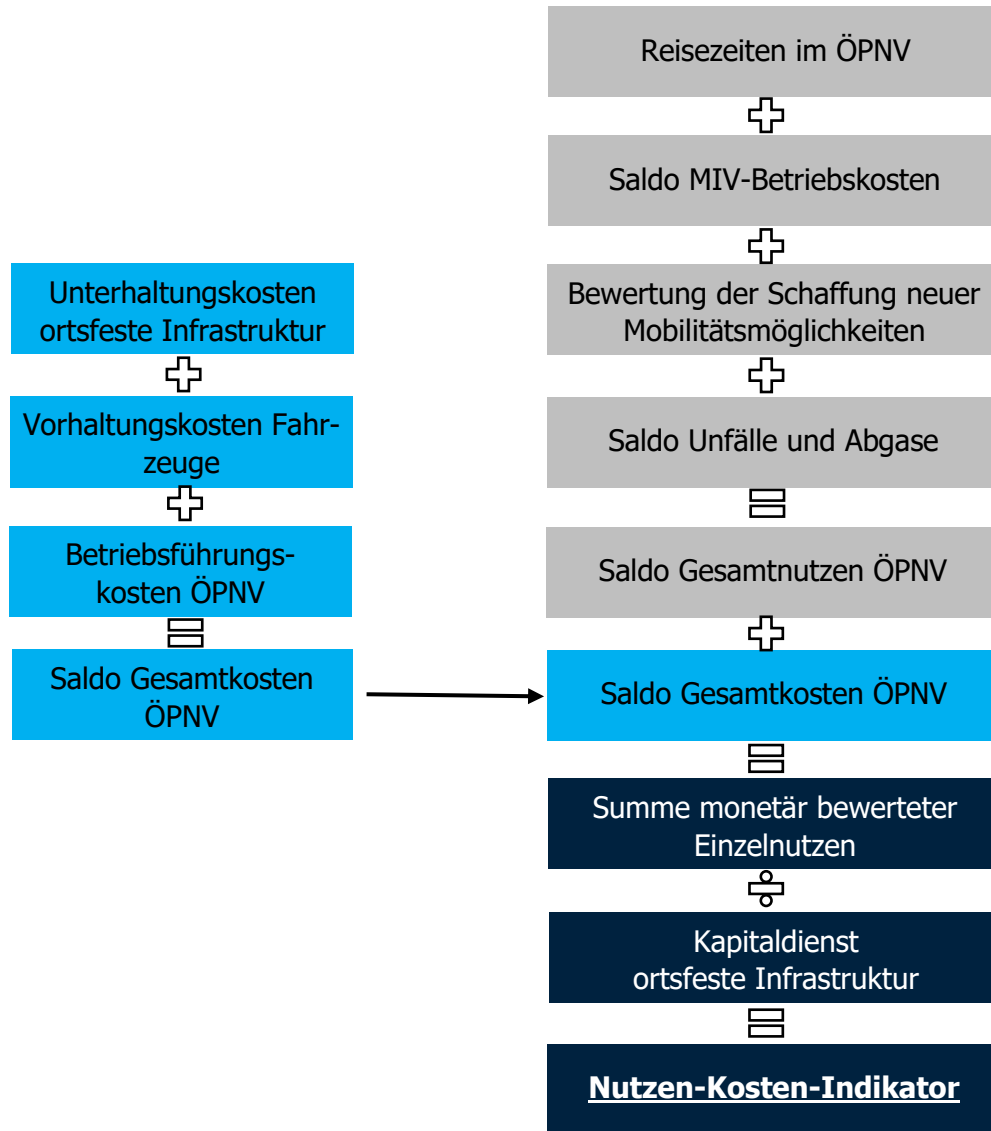 Unterhaltungskosten
ortsfeste Infrastruktur
Vorhaltungskosten Fahr-
zeuge
Betriebsführungs-
kosten ÖPNV
Saldo Gesamtkosten
ÖPNV
Reisezeiten im ÖPNV
Saldo MIV-Betriebskosten
Bewertung der Schaffung neuer
Mobilitätsmöglichkeiten
Saldo Unfälle und Abgase
Saldo Gesamtnutzen ÖPNV
Saldo Gesamtkosten ÖPNV
Summe monetär bewerteter
Einzelnutzen
Kapitaldienst
ortsfeste Infrastruktur
Nutzen-Kosten-Indikator